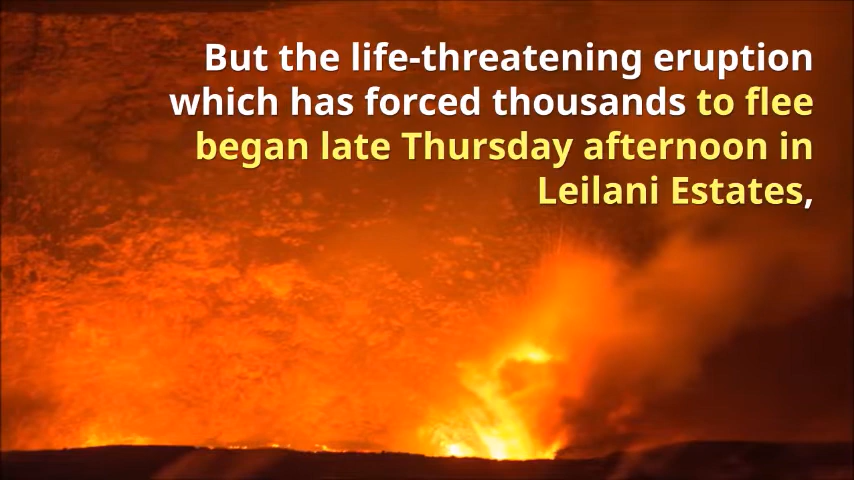 But the life-threatening eruption
which has forced thousands to flee
began late Thursday afternoon in
Leilani Estates,